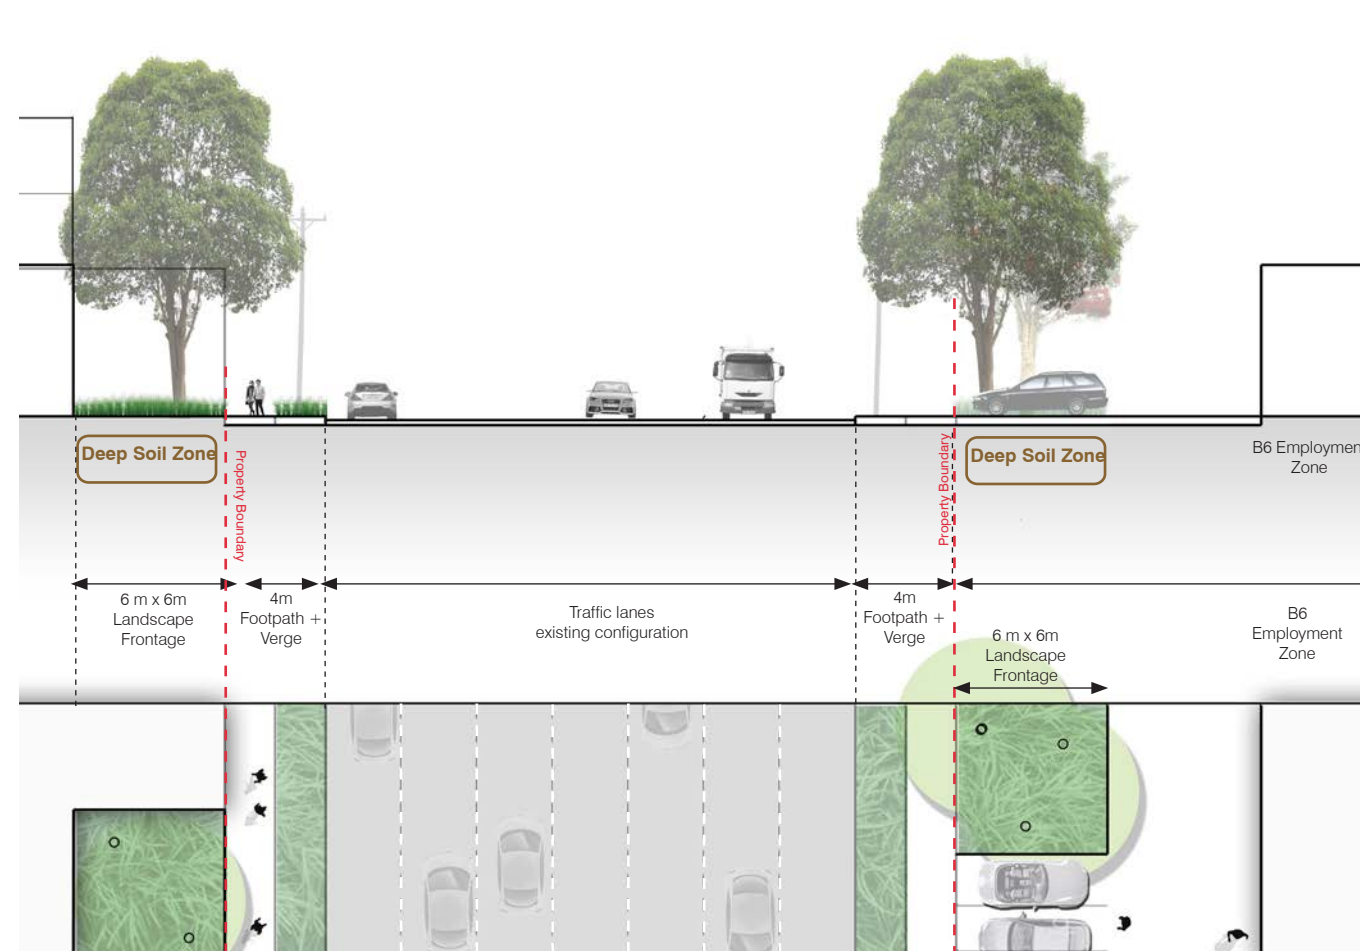 Deep Soil Zone
Property Boundary
Property Boundary
Deep Soil Zone
B6 Employmen
Zone
6 m x 6m
Landscape
Frontage
4m
Footpath +
Verge
Traffic lanes
existing configuration
4m
Footpath +
Verge
6 m x 6m
Landscape
Frontage
B6
Employment
Zone